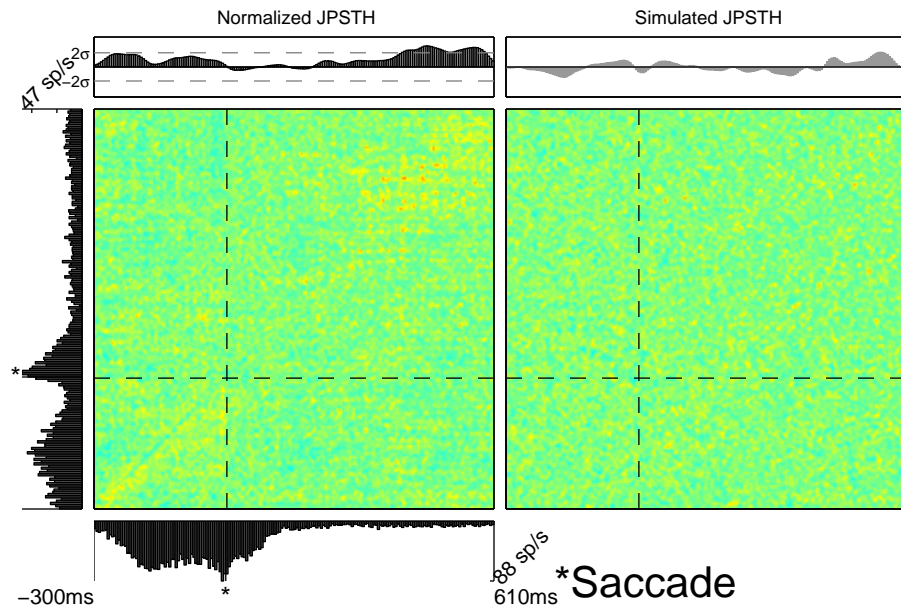 Normalized JPSTH
Simulated JPSTH
2σ
−2σ
47 sp/s
*
*
88 sp/s
−300ms
610ms
*Saccade